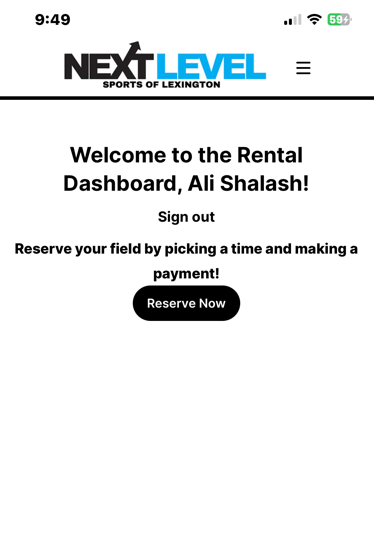 9:49
59
NEXT LEVEL
SPORTS OF LEXINGTON
Welcome to the Rental
Dashboard, Ali Shalash!
Sign out
Reserve your field by picking a time and making a
payment!
Reserve Now